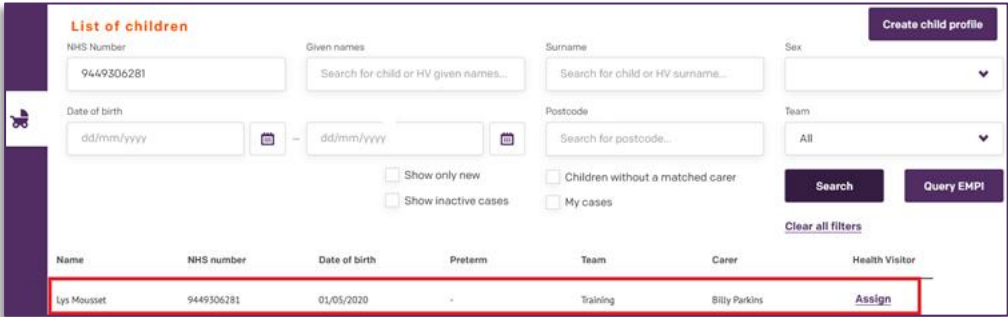 List of children
Create child profile
NHS Number Given names Surname Sex
9449306281 Search for child or HV given names... Search for child or HV surname...
Date of birth Postcode Team
dd/mm/yyyy – dd/mm/yyyy Search for postcode... All
Show only new Children without a matched carer Search Query EMPI
Show inactive cases My cases
Clear all filters
Name NHS number Date of birth Preterm Team Carer Health Visitor
Lys Mousset 9449306281 01/05/2020 - Training Billy Parkins Assign